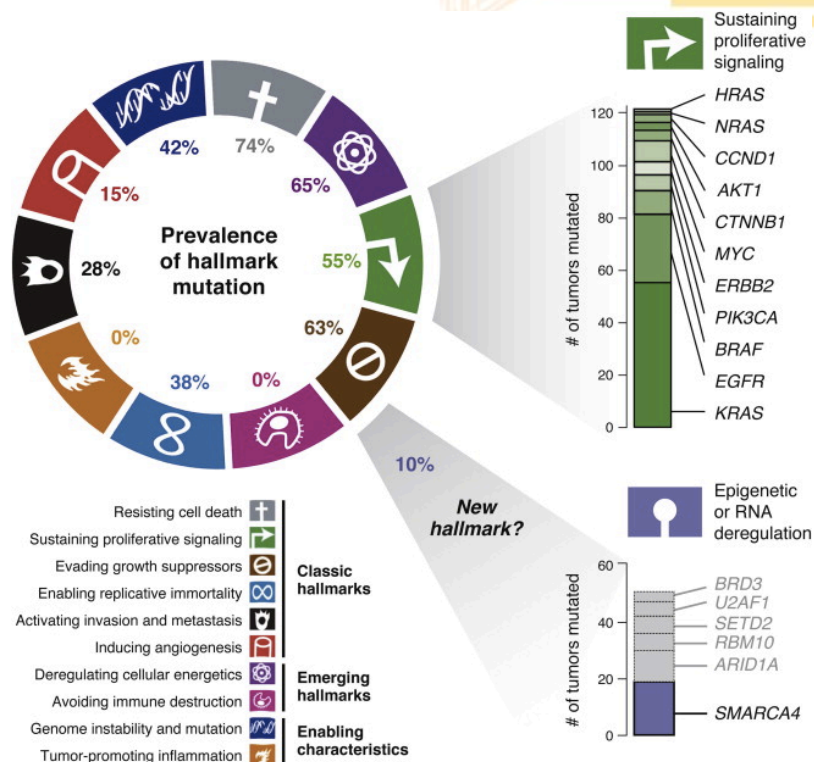 Sustaining
proliferative
signaling
42%
74%
65%
15%
55%
28%
63%
0%
38%
0%
Prevalence
of hallmark
mutation
# of tumors mutated
120
100
80
60
40
20
0
HRAS
NRAS
CCND1
AKT1
CTNNB1
MYC
ERBB2
PIK3CA
BRAF
EGFR
KRAS
10%
New
hallmark?
Epigenetic
or RNA
deregulation
# of tumors mutated
60
40
20
0
BRD3
U2AF1
SETD2
RBM10
ARID1A
SMARCA4
Resisting cell death
Sustaining proliferative signaling
Evading growth suppressors
Enabling replicative immortality
Activating invasion and metastasis
Inducing angiogenesis
Classic
hallmarks
Deregulating cellular energetics
Avoiding immune destruction
Emerging
hallmarks
Genome instability and mutation
Tumor-promoting inflammation
Enabling
characteristics